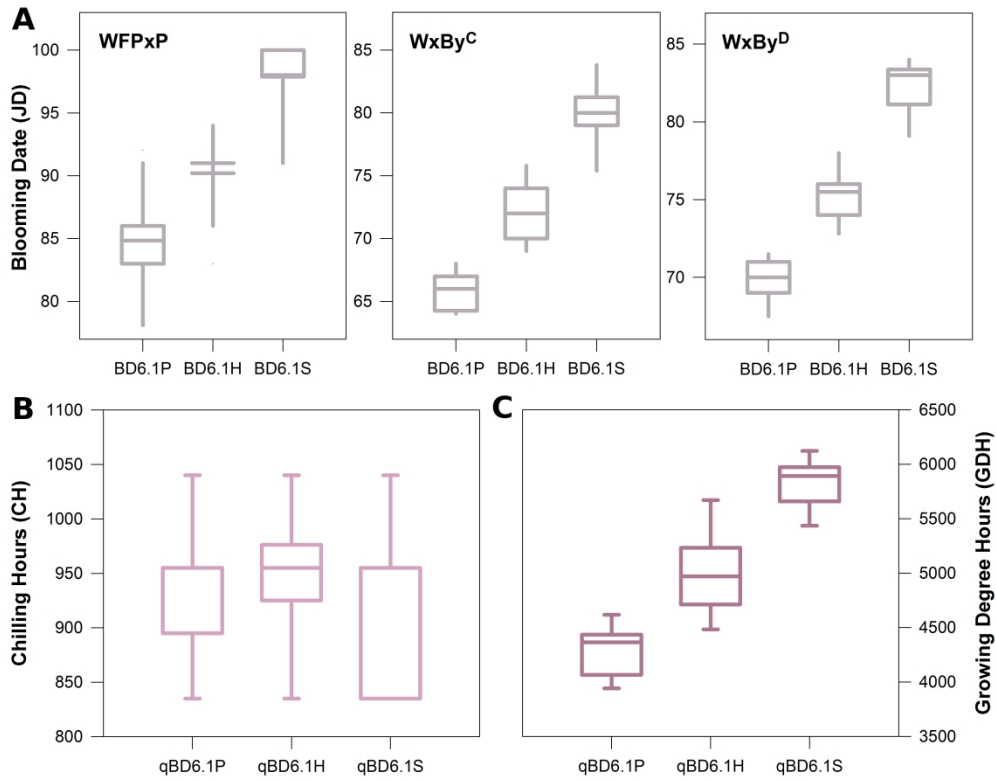 A
WFPxP
WxByC
WxByD
Blooming Date (JD)
100
95
90
85
80
85
80
75
70
65
85
80
75
70
BD6.1P BD6.1H BD6.1S
BD6.1P BD6.1H BD6.1S
BD6.1P BD6.1H BD6.1S
B
Chilling Hours (CH)
1100
1050
1000
950
900
850
800
qBD6.1P qBD6.1H qBD6.1S
C
6500
6000
5500
5000
4500
4000
3500
Growing Degree Hours (GDH)
qBD6.1P qBD6.1H qBD6.1S